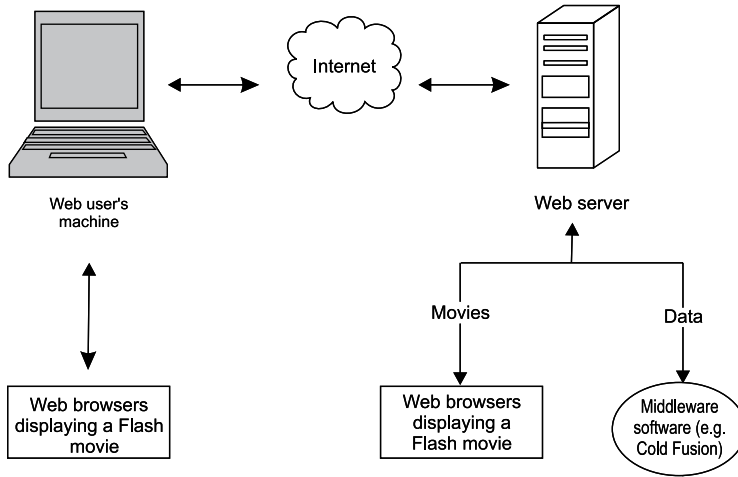 Internet
Web user's
machine
Web server
Movies
Data
Web browsers
displaying a Flash
movie
Web browsers
displaying a
Flash movie
Middleware
software (e.g.
Cold Fusion)